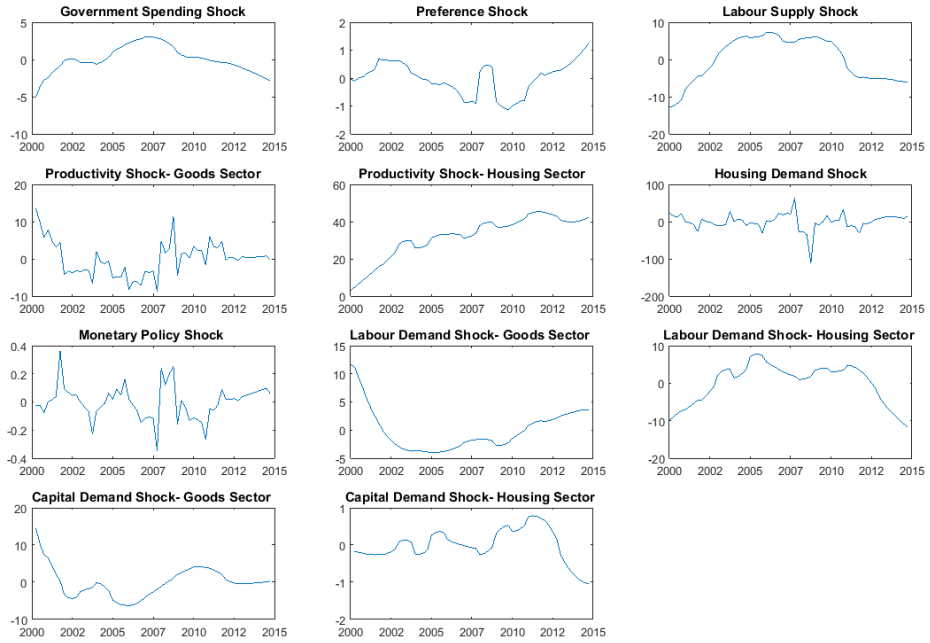 Government Spending Shock
5
0
-5
-10
2000 2002 2005 2007 2010 2012 2015
Preference Shock
2
1
0
-1
-2
2000 2002 2005 2007 2010 2012 2015
Labour Supply Shock
10
0
-10
-20
2000 2002 2005 2007 2010 2012 2015
Productivity Shock- Goods Sector
20
10
0
-10
2000 2002 2005 2007 2010 2012 2015
Productivity Shock- Housing Sector
60
40
20
0
2000 2002 2005 2007 2010 2012 2015
Housing Demand Shock
100
0
-100
-200
2000 2002 2005 2007 2010 2012 2015
Monetary Policy Shock
0.4
0.2
0
-0.2
-0.4
2000 2002 2005 2007 2010 2012 2015
Labour Demand Shock- Goods Sector
15
10
5
0
-5
2000 2002 2005 2007 2010 2012 2015
Labour Demand Shock- Housing Sector
10
0
-10
-20
2000 2002 2005 2007 2010 2012 2015
Capital Demand Shock- Goods Sector
20
10
0
-10
2000 2002 2005 2007 2010 2012 2015
Capital Demand Shock- Housing Sector
1
0
-1
-2
2000 2002 2005 2007 2010 2012 2015